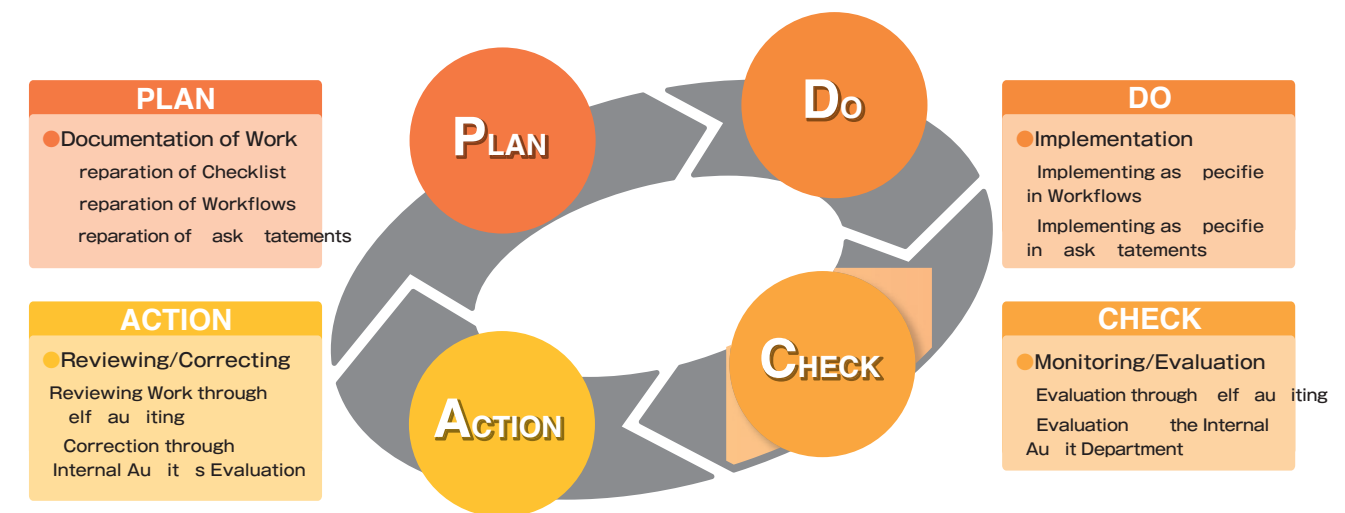 PLAN
●Documentation of Work
reparation of Checklist
reparation of Workflows
reparation of ask tatements
ACTION
●Reviewing/Correcting
Reviewing Work through
elf au iting
Correction through
Internal Au it s Evaluation
PLAN
DO
CHECK
ACTION
DO
●Implementation
Implementing as pecifie
in Workflows
Implementing as pecifie
in ask tatements
CHECK
●Monitoring/Evaluation
Evaluation through elf au iting
Evaluation the Internal
Au it Department